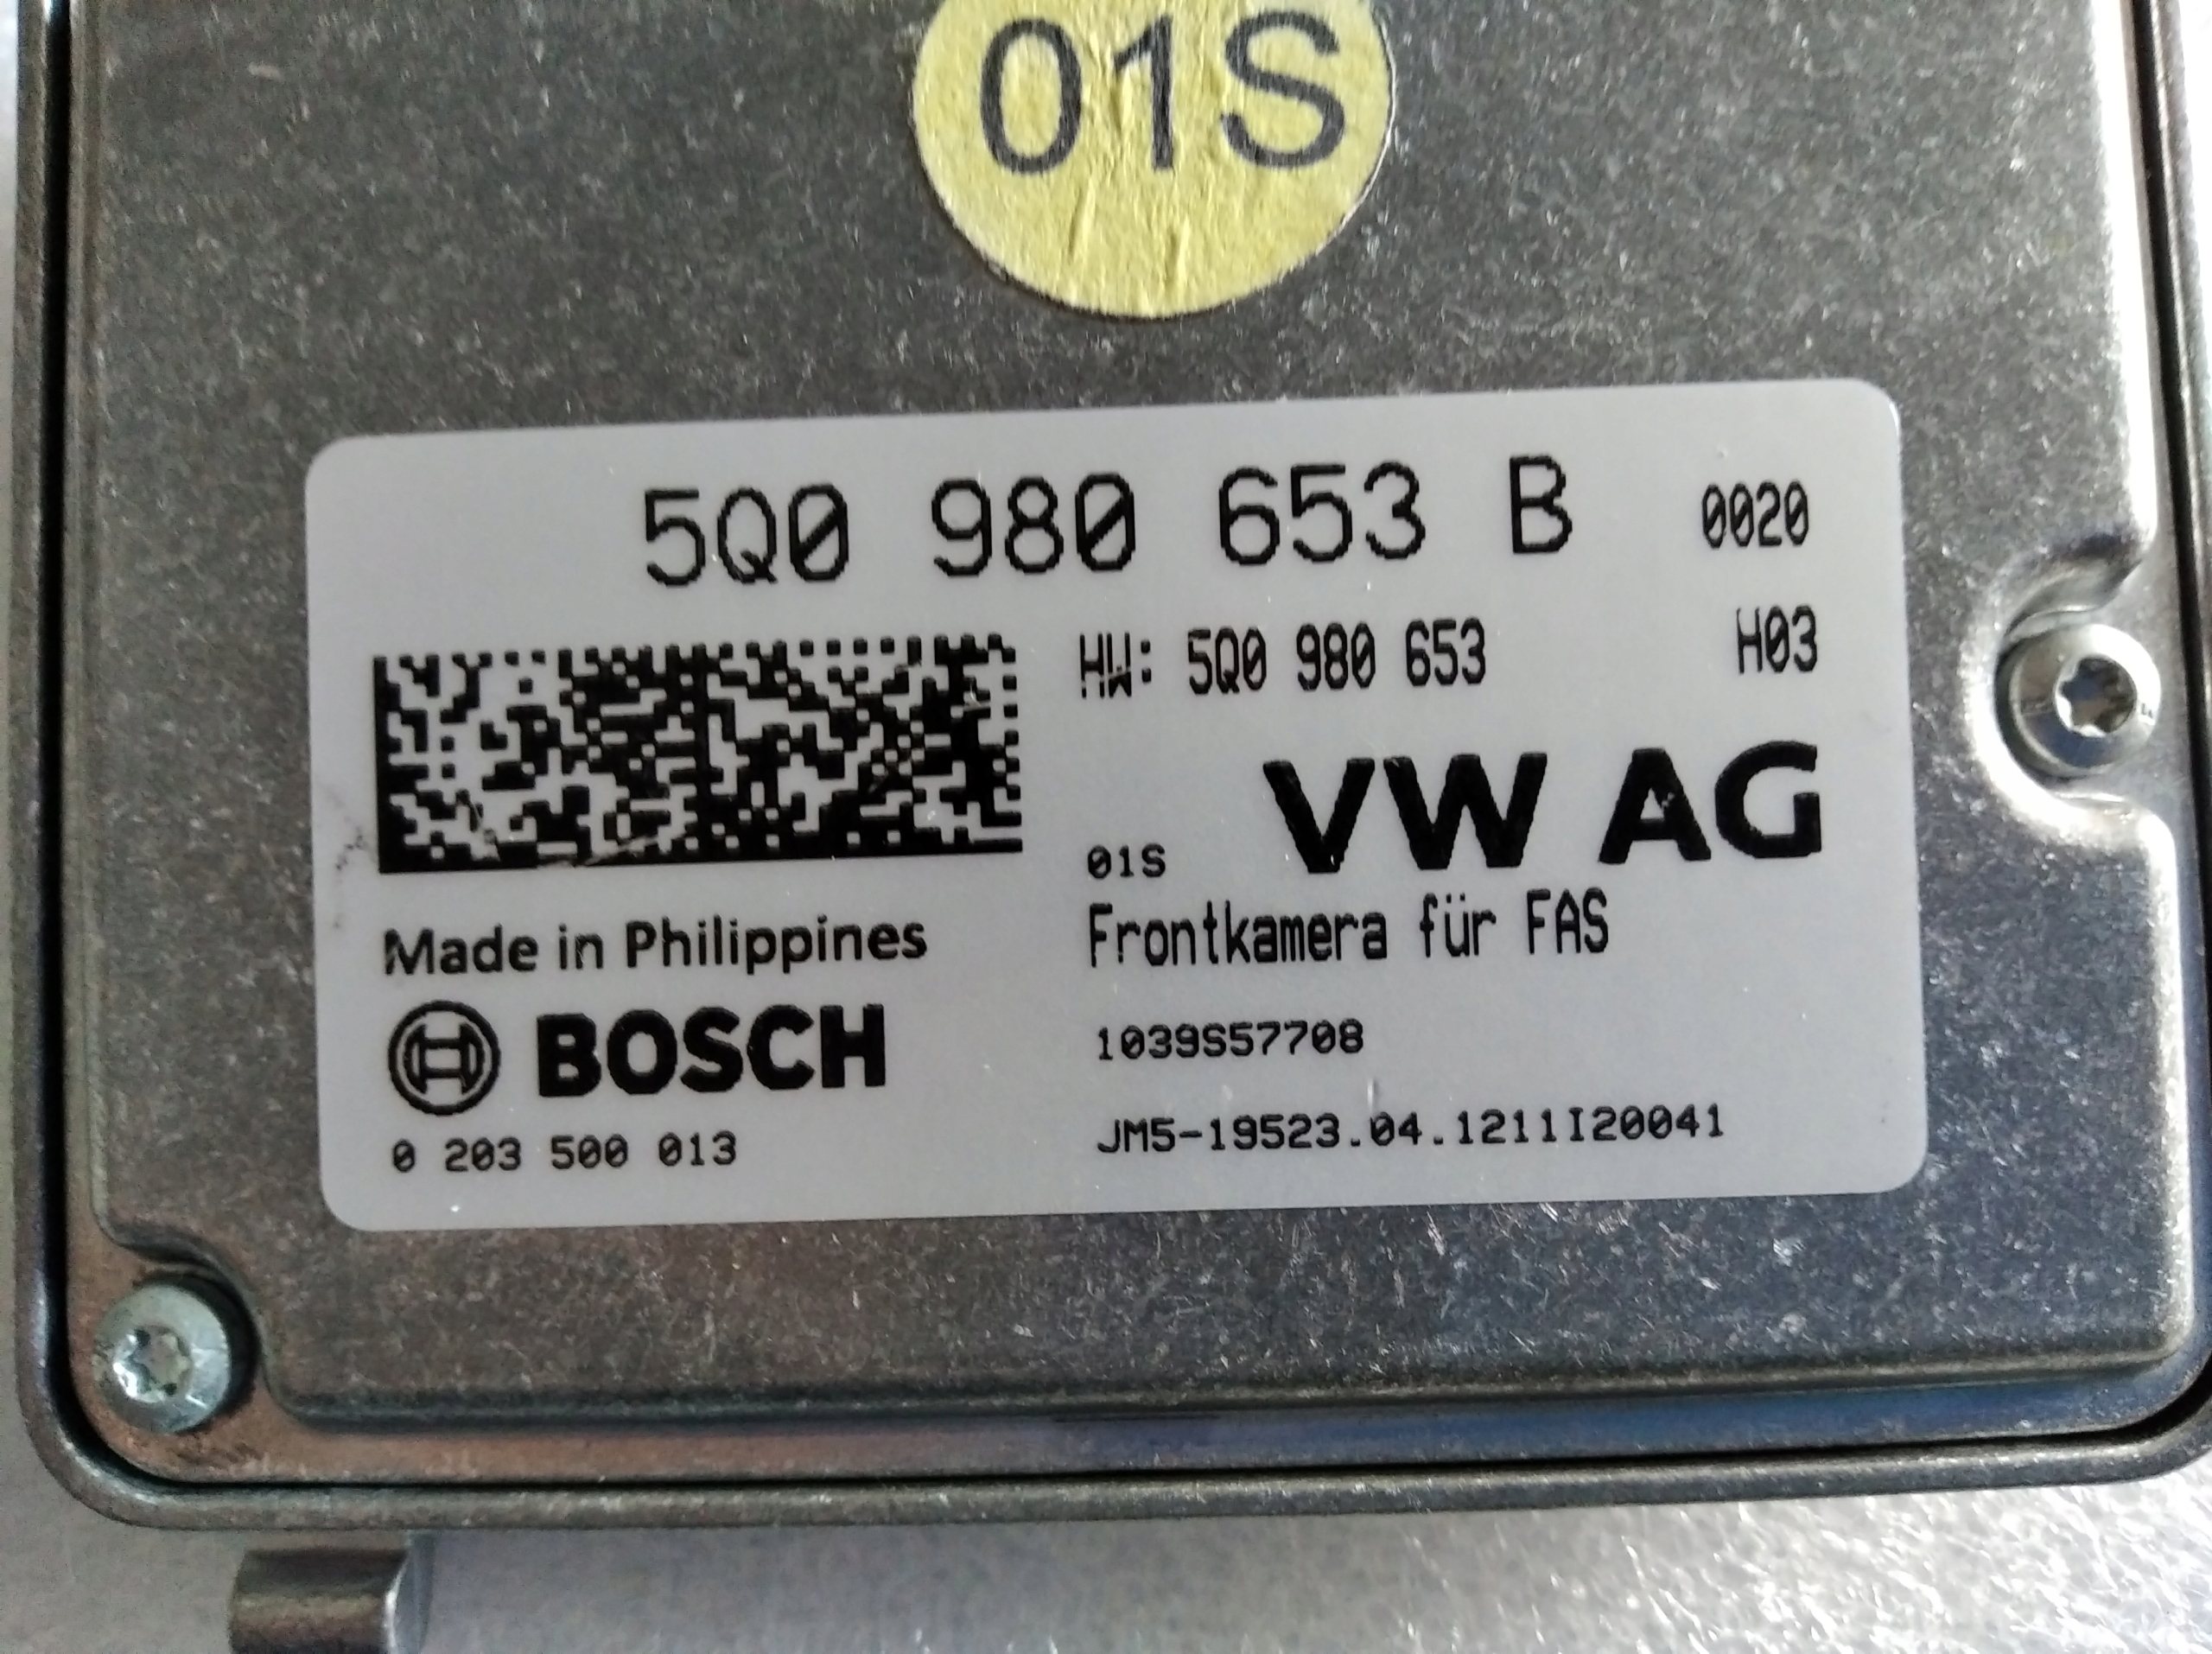 01S
5Q0 980 653 B 0020
HW: 5Q0 980 653 H03
VW AG
01S
Made in Philippines
Frontkamera für FAS
BOSCH
1039S57708
0 203 500 013
JM5-19523.04.1211I20041